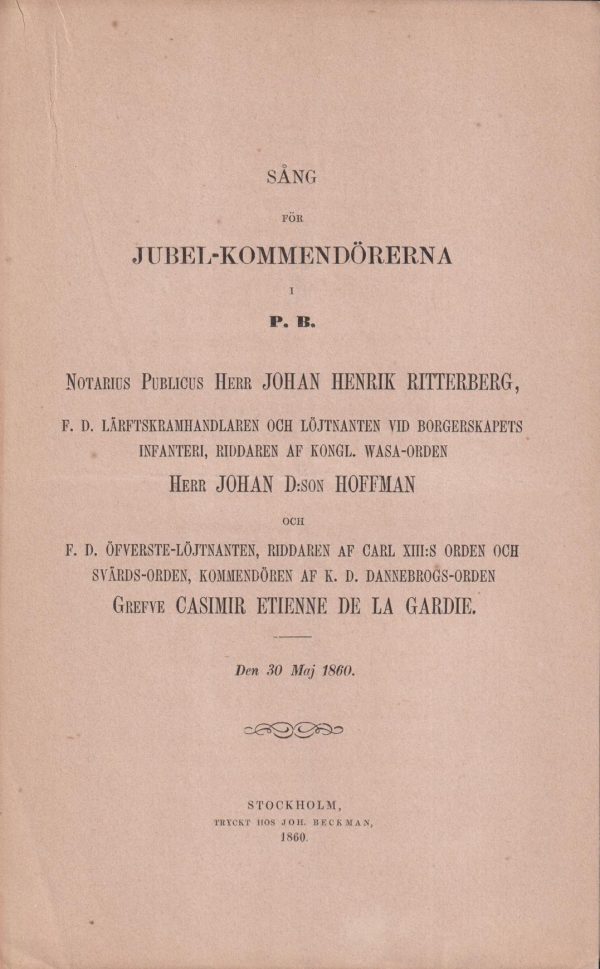 SÅNG
FÖR
JUBEL-KOMMENDÖRERNA
I
P. B.
NOTARIUS PUBLICUS HERR JOHAN HENRIK RITTERBERG,
F. D. LÄRFTSKRAMHANDLAREN OCH LÖJTNANTEN VID BORGERSKAPETS
INFANTERI, RIDDAREN AF KONGL. WASA-ORDEN
HERR JOHAN D:SON HOFFMAN
OCH
F. D. ÖFVERSTE-LÖJTNANTEN, RIDDAREN AF CARL XIII:S ORDEN OCH
SVÄRDS-ORDEN, KOMMENDÖREN AF K. D. DANNEBROGS-ORDEN
GREFVE CASIMIR ETIENNE DE LA GARDIE.
Den 30 Maj 1860.
STOCKHOLM,
TRYCKT HOS JOH. BECKMAN,
1860.